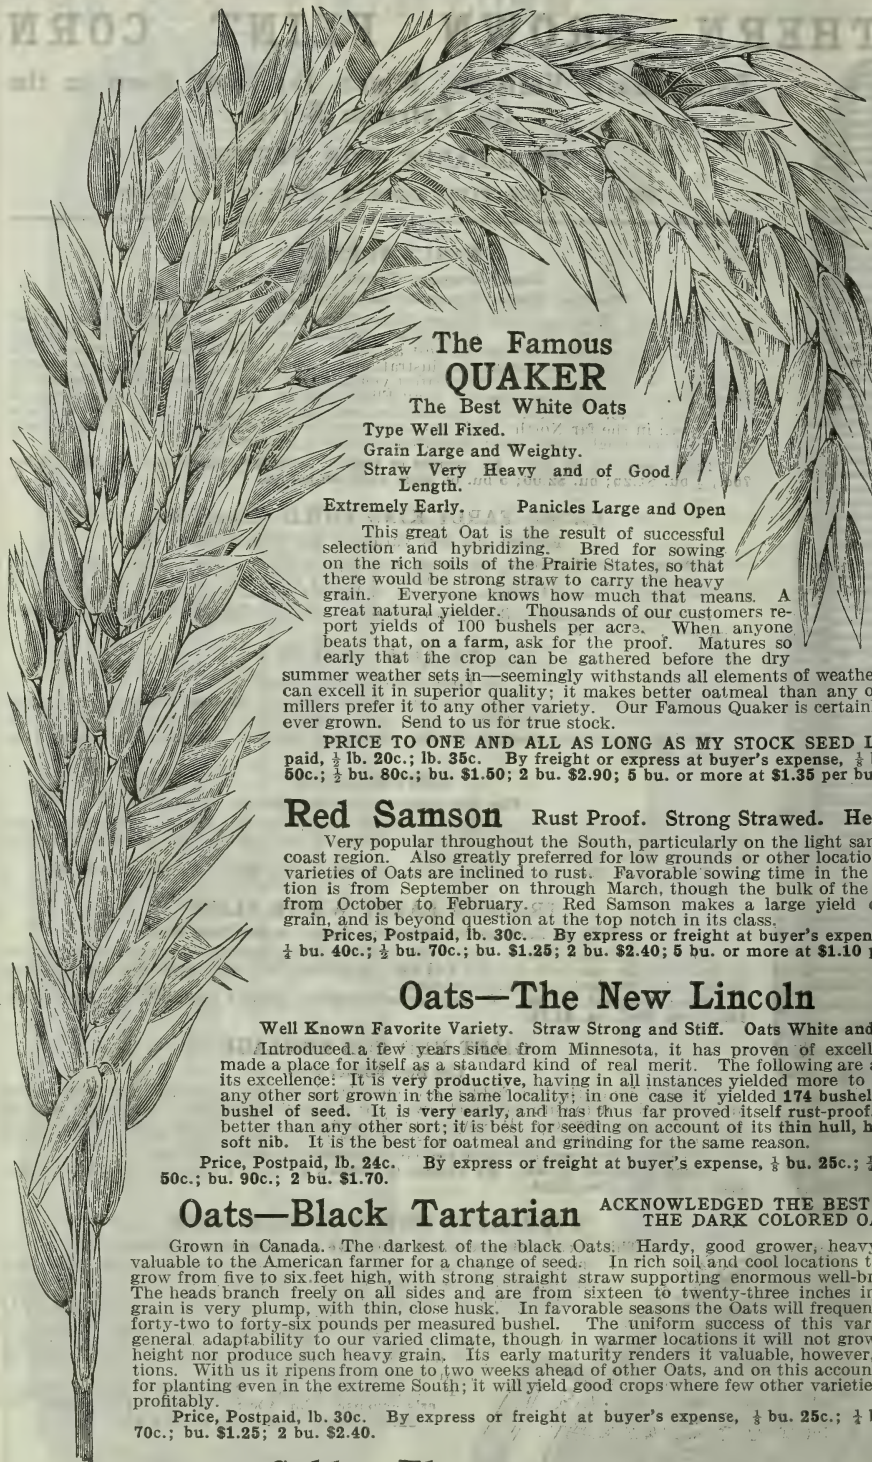 The Famous
QUAKER
The Best White Oats
Type Well Fixed.
Grain Large and Weighty.
Straw Very Heavy and of Good
Length.
Extremely Early. Panicles Large and Open
This great Oat is the result of successful
selection and hybridizing. Bred for sowing
on the rich soils of the Prairie States, so that
there would be strong straw to carry the heavy
grain. Everyone knows how much that means. A
great natural yielder. Thousands of our customers re-
port yields of 100 bushels per acre. When anyone
beats that, on a farm, ask for the proof. Matures so
early that the crop can be gathered before the dry
summer weather sets in—seemingly withstands all elements of weathe
can excell it in superior quality; it makes better oatmeal than any o
millers prefer it to any other variety. Our Famous Quaker is certain
ever grown. Send to us for true stock.
PRICE TO ONE AND ALL AS LONG AS MY STOCK SEED L
paid, ½ lb. 20c.; lb. 35c. By freight or express at buyer's expense, ⅛
50c.; ½ bu. 80c.; bu. $1.50; 2 bu. $2.90; 5 bu. or more at $1.35 per bu
Red Samson Rust Proof. Strong Strawed. He
Very popular throughout the South, particularly on the light san
coast region. Also greatly preferred for low grounds or other locatio
varieties of Oats are inclined to rust. Favorable sowing time in the
tion is from September on through March, though the bulk of the
from October to February. Red Samson makes a large yield
grain, and is beyond question at the top notch in its class.
Prices, Postpaid, lb. 30c. By express or freight at buyer's expen
¼ bu. 40c.; ½ bu. 70c.; bu. $1.25; 2 bu. $2.40; 5 bu. or more at $1.10
Oats—The New Lincoln
Well Known Favorite Variety. Straw Strong and Stiff. Oats White and
Introduced a few years since from Minnesota, it has proven of excell
made a place for itself as a standard kind of real merit. The following are
its excellence: It is very productive, having in all instances yielded more to
any other sort grown in the same locality; in one case it yielded 174 bushel
bushel of seed. It is very early, and has thus far proved itself rust-proof
better than any other sort; it is best for seeding on account of its thin hull, h
soft nib. It is the best for oatmeal and grinding for the same reason.
Price, Postpaid, lb. 24c. By express or freight at buyer's expense, ⅛ bu. 25c.;
50c.; bu. 90c.; 2 bu. $1.70.
Oats—Black Tartarian ACKNOWLEDGED THE BEST
THE DARK COLORED OA
Grown in Canada. The darkest of the black Oats. Hardy, good grower, heavy
valuable to the American farmer for a change of seed. In rich soil and cool locations t
grow from five to six feet high, with strong straight straw supporting enormous well-br
The heads branch freely on all sides and are from sixteen to twenty-three inches in
grain is very plump, with thin, close husk. In favorable seasons the Oats will frequen
forty-two to forty-six pounds per measured bushel. The uniform success of this var
general adaptability to our varied climate, though in warmer locations it will not grow
height nor produce such heavy grain. Its early maturity renders it valuable, however,
tions. With us it ripens from one to two weeks ahead of other Oats, and on this accoun
for planting even in the extreme South; it will yield good crops where few other varietie
profitably.
Price, Postpaid, lb. 30c. By express or freight at buyer's expense, ⅛ bu. 25c.; ¼ b
70c.; bu. $1.25; 2 bu. $2.40.